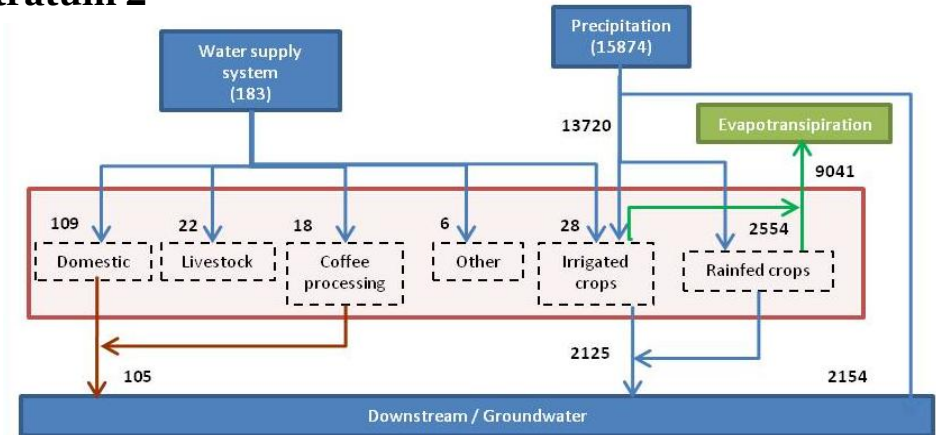 Water supply
system
(183)
Precipitation
(15874)
13720
Evapotransipiration
9041
109
22
18
6
28
2554
Domestic
Livestock
Coffee
processing
Other
Irrigated
crops
Rainfed crops
2125
105
2154
Downstream / Groundwater